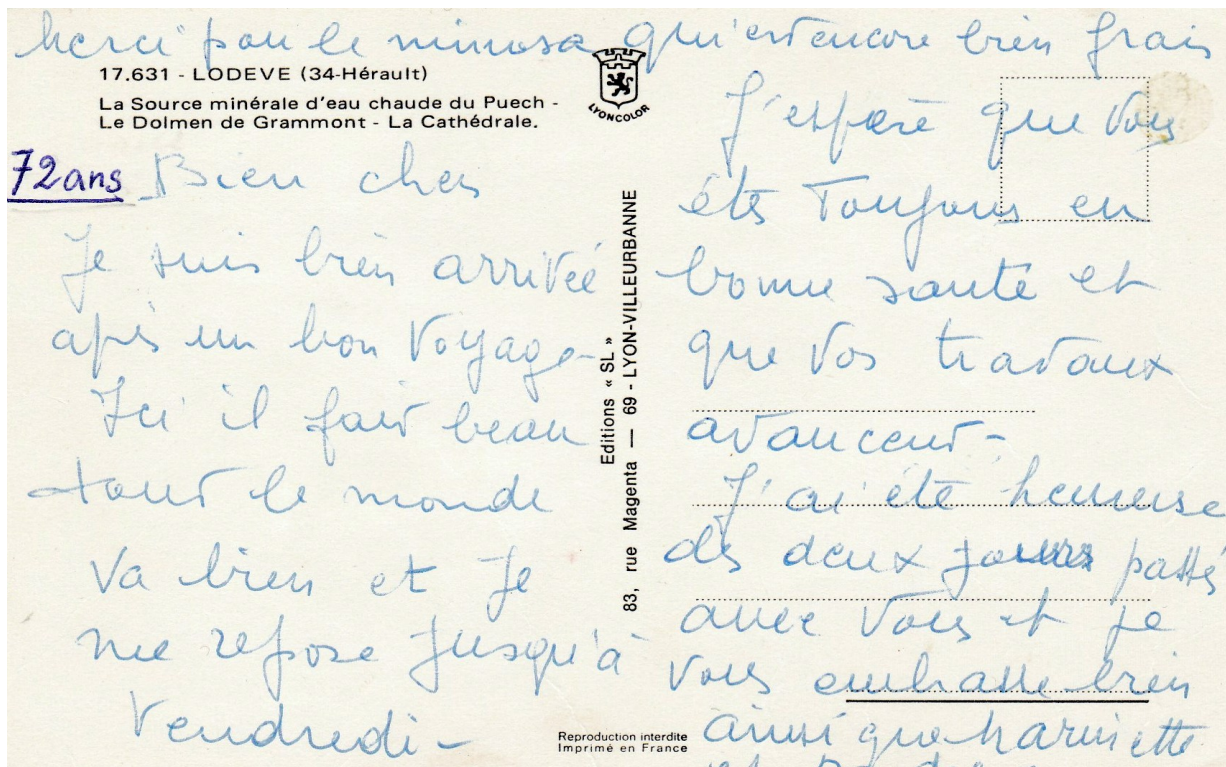 merci pour le mimosa qui est encore bien frais
17.631 - LODEVE (34-Hérault)
La Source minérale d'eau chaude du Puech -
Le Dolmen de Grammont - La Cathédrale.
LYONCOLOR
72ans
Bien chers
Je suis bien arrivée
après un bon Voyage-
Ici il fait beau
tout le monde
Va bien et Je
me repose Jusqu'à
Vendredi -
Editions « SL »
83, rue Magenta — 69 - LYON-VILLEURBANNE
J'espère que Vous
étes Toujours en
bonne santé et
que Vos travaux
avancent-
J'ai été heureuse
des deux jours passés
avec Vous et je
Vous embrasse bien
ainsi que
et
Reproduction interdite
Imprimé en France